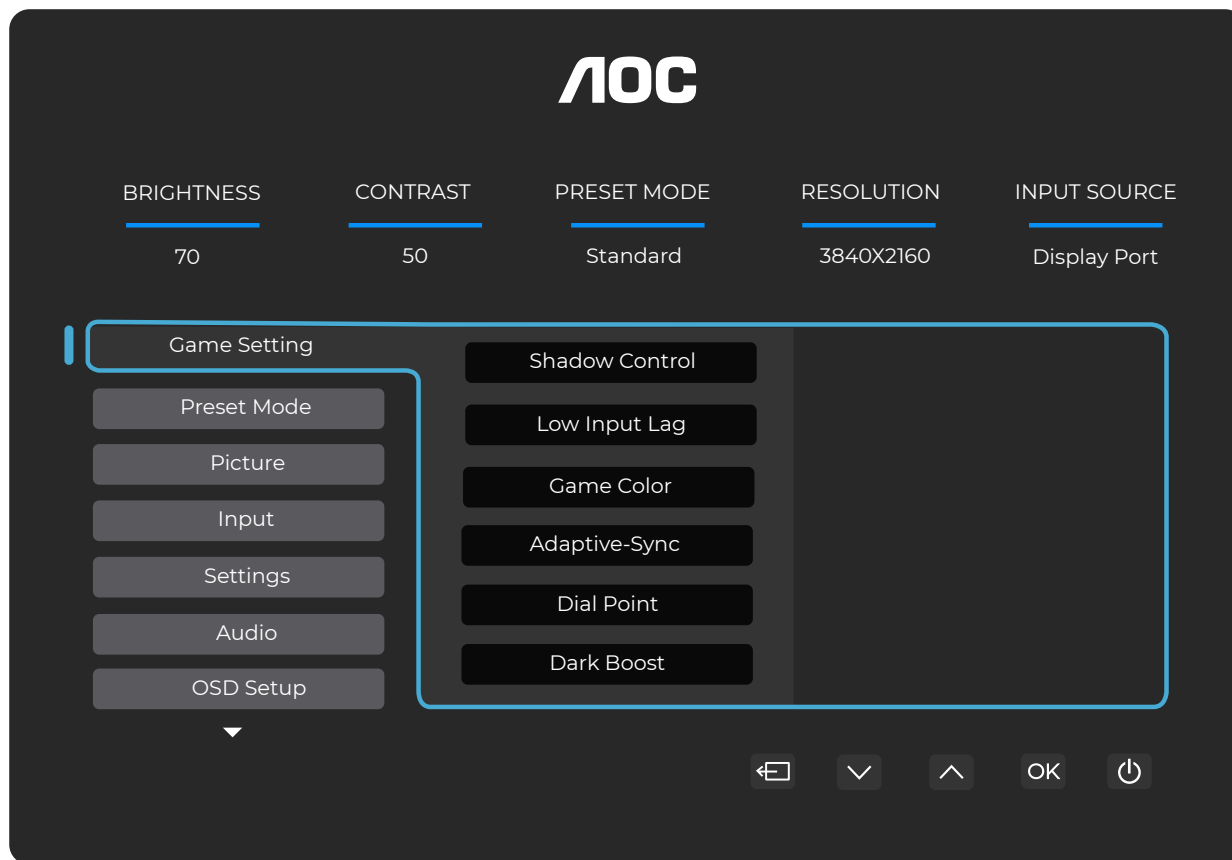 AOC
BRIGHTNESS CONTRAST PRESET MODE RESOLUTION INPUT SOURCE
70 50 Standard 3840X2160 Display Port
Game Setting
Preset Mode
Picture
Input
Settings
Audio
OSD Setup
Shadow Control
Low Input Lag
Game Color
Adaptive-Sync
Dial Point
Dark Boost
OK